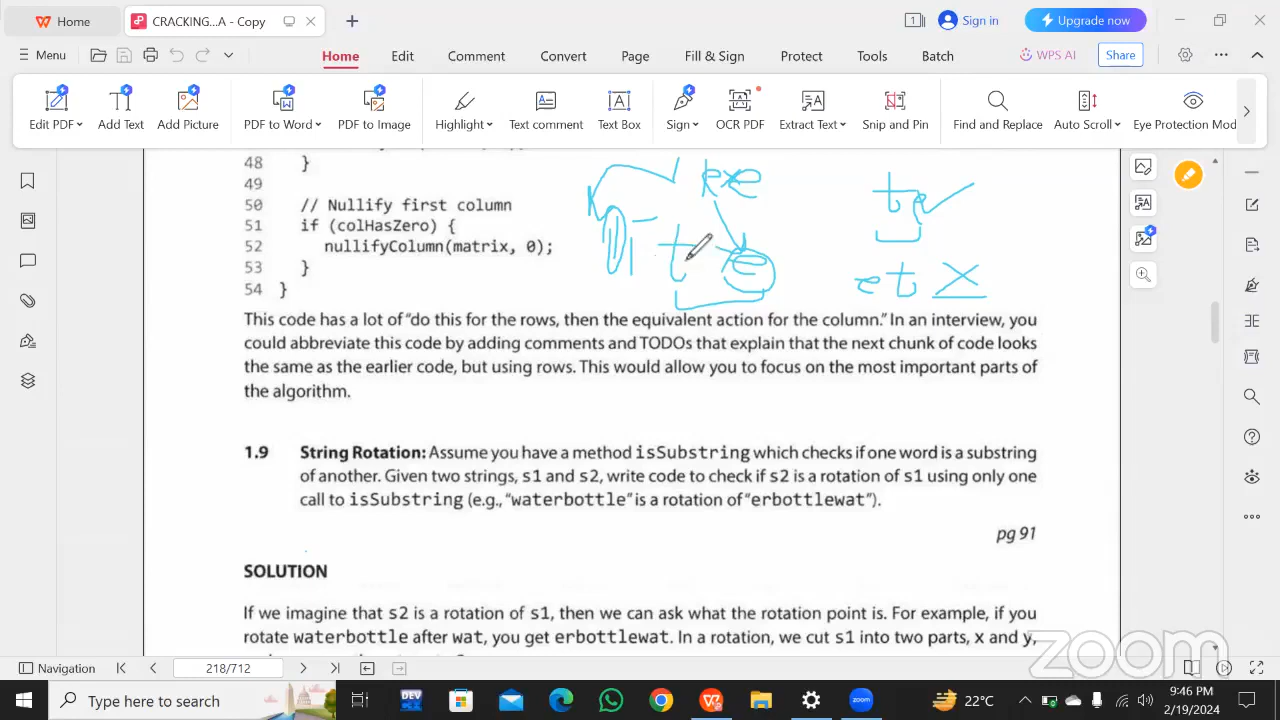 Home
CRACKING...A - Copy
1
Sign in
Upgrade now
Menu
Home
Edit
Comment
Convert
Page
Fill & Sign
Protect
Tools
Batch
WPS AI
Share
Edit PDF
Add Text
Add Picture
PDF to Word
PDF to Image
Highlight
Text comment
Text Box
Sign
OCR PDF
Extract Text
Snip and Pin
Find and Replace
Auto Scroll
Eye Protection Mod
48 }
49
50 // Nullify first column
51 if (colHasZero) {
52 nullifyColumn(matrix, 0);
53 }
54 }
et X
This code has a lot of "do this for the rows, then the equivalent action for the column." In an interview, you
could abbreviate this code by adding comments and TODOs that explain that the next chunk of code looks
the same as the earlier code, but using rows. This would allow you to focus on the most important parts of
the algorithm.
1.9 String Rotation: Assume you have a method isSubstring which checks if one word is a substring
of another. Given two strings, s1 and s2, write code to check if s2 is a rotation of s1 using only one
call to isSubstring (e.g., "waterbottle" is a rotation of "erbottlewat").
pg 91
SOLUTION
If we imagine that s2 is a rotation of s1, then we can ask what the rotation point is. For example, if you
rotate waterbottle after wat, you get erbottlewat. In a rotation, we cut s1 into two parts, x and y,
zoom
Navigation
218/712
Type here to search
DEV
zoom
22°C
9:46 PM
2/19/2024